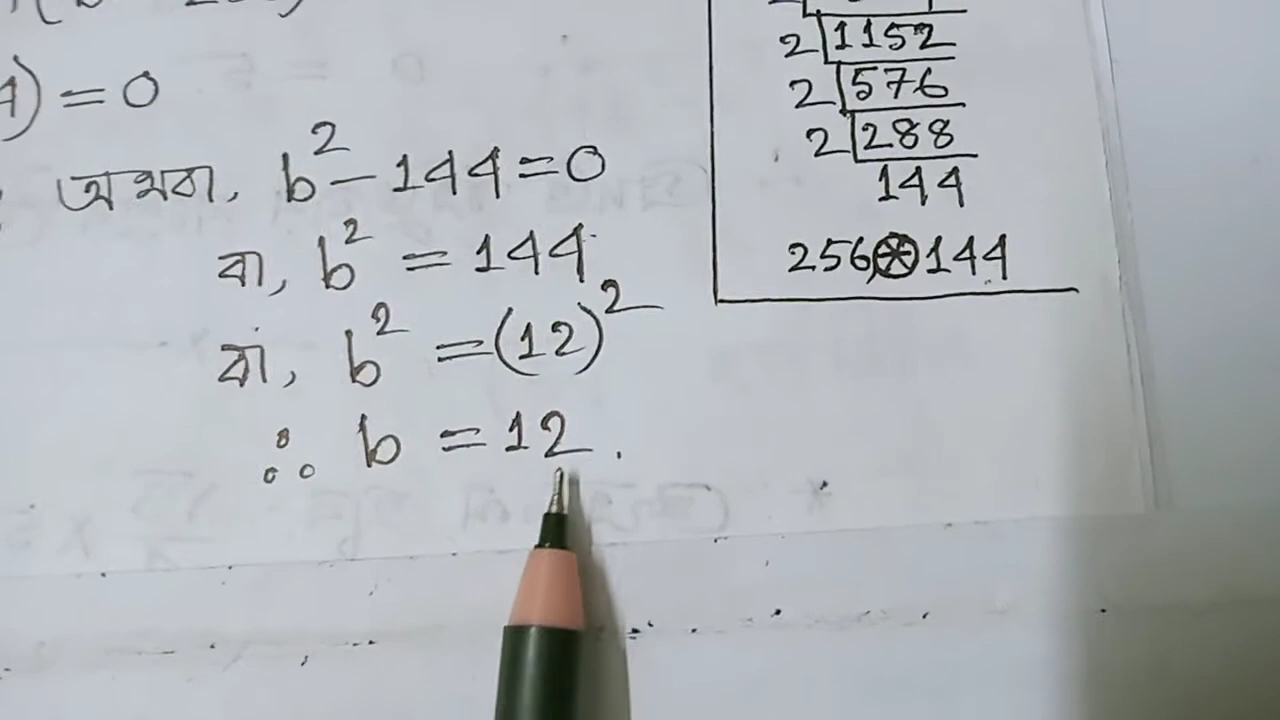 ) = 0
অথবা, b² - 144 = 0
বা, b² = 144
বা, b² = (12)²
∴ b = 12.
2 1152
2 576
2 288
144
256, 144